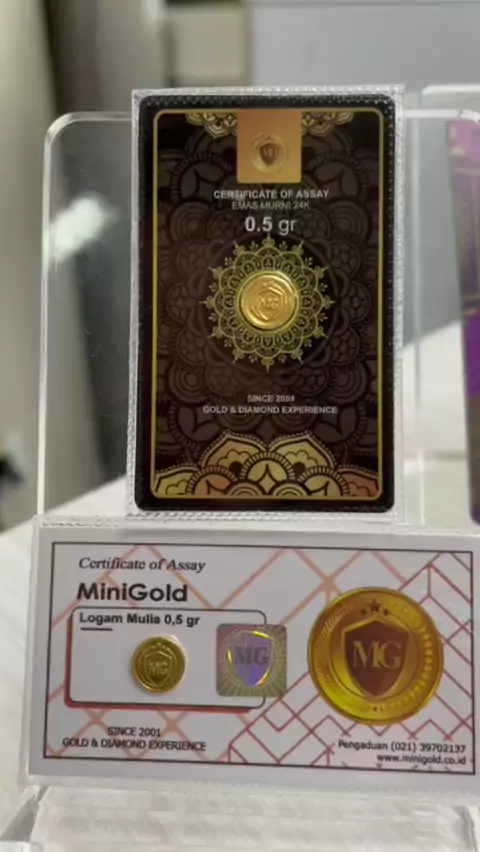 MG
CERTIFICATE OF ASSAY
EMAS MURNI 24K
0.5 gr
MG
SINCE 2001
GOLD & DIAMOND EXPERIENCE
Certificate of Assay
MiniGold
Logam Mulia 0,5 gr
MG
MG
MG
SINCE 2001
GOLD & DIAMOND EXPERIENCE
Pengaduan (021) 39702137
www.minigold.co.id